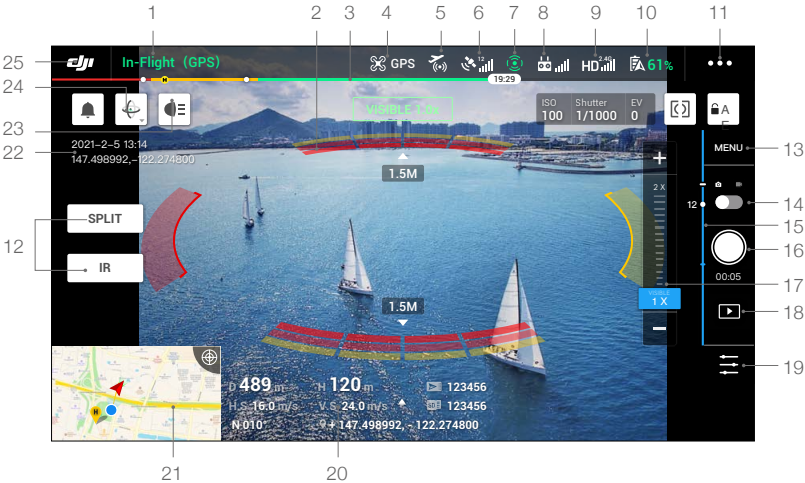 1 2 3 4 5 6 7 8 9 10 11
25 dji In-Flight (GPS) GPS 12 HD 2.4G 61%
H 19:29
24
VISIBLE 1.0x ISO 100 Shutter 1/1000 EV 0 A
E
23
2021-2-5 13:14
22
147.498992,-122.274800
MENU 13
1.5M
2X
12 14
SPLIT
15
12
16
IR
00:05
17
VISIBLE
1 X
1.5M
18
D 489 m H 120 m 123456
19
H.S. 16.0 m/s V.S. 24.0 m/s 123456
H
N 010° + 147.498992, - 122.274800
21 20